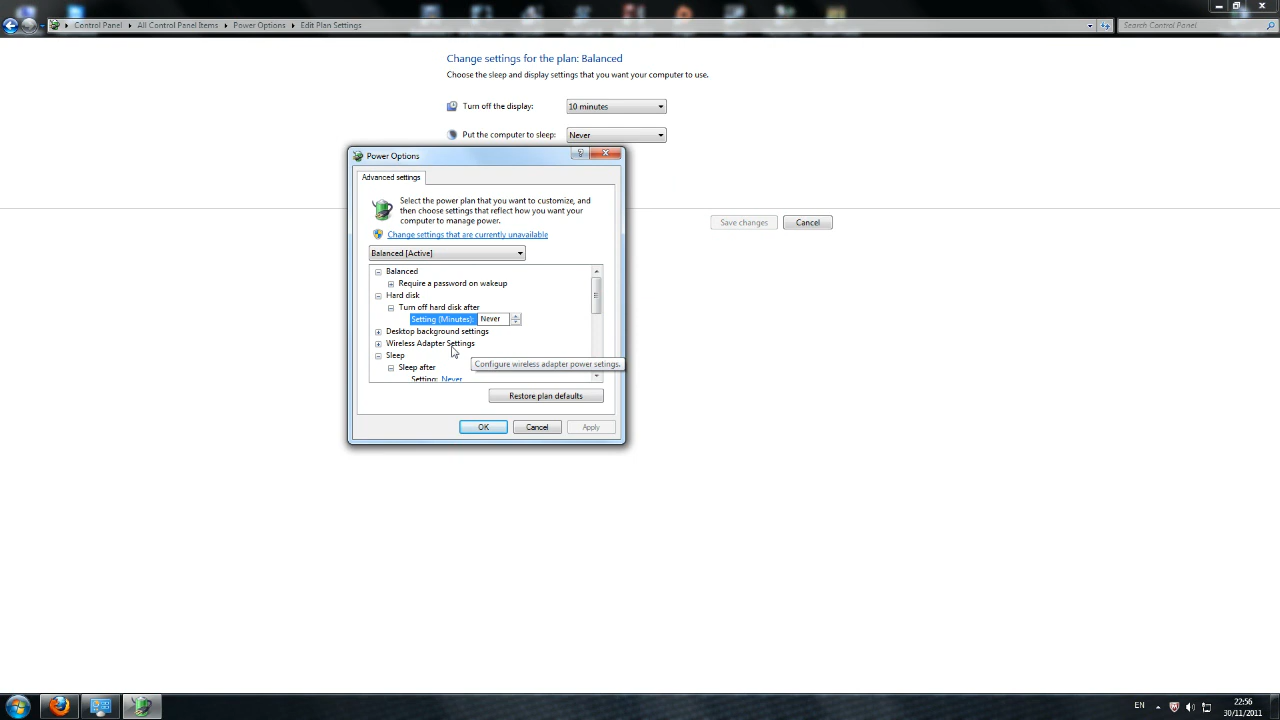 Control Panel
All Control Panel Items
Power Options
Edit Plan Settings
Search Control Panel
Change settings for the plan: Balanced
Choose the sleep and display settings that you want your computer to use.
Turn off the display:
10 minutes
Put the computer to sleep:
Never
Power Options
?
Advanced settings
Select the power plan that you want to customize, and
then choose settings that reflect how you want your
computer to manage power.
Change settings that are currently unavailable
Balanced [Active]
Balanced
Require a password on wakeup
Hard disk
Turn off hard disk after
Setting (Minutes): Never
Desktop background settings
Wireless Adapter Settings
Sleep
Sleep after
Setting: Never
Configure wireless adapter power setings.
Restore plan defaults
OK
Cancel
Apply
Save changes
Cancel
EN
22:56
30/11/2011